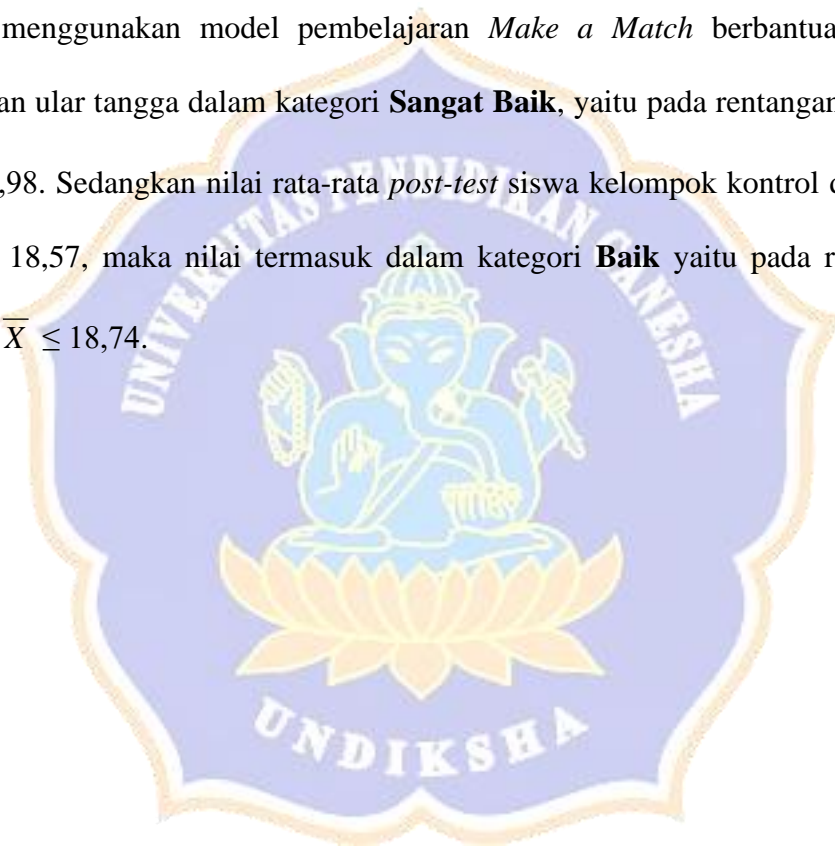 menggunakan model pembelajaran Make a Match berbantua
an ular tangga dalam kategori Sangat Baik, yaitu pada rentangan
,98. Sedangkan nilai rata-rata post-test siswa kelompok kontrol d
18,57, maka nilai termasuk dalam kategori Baik yaitu pada r
X ≤ 18,74.
UNIVERSITAS PENDIDIKAN GANESHA
UNDIKSHA